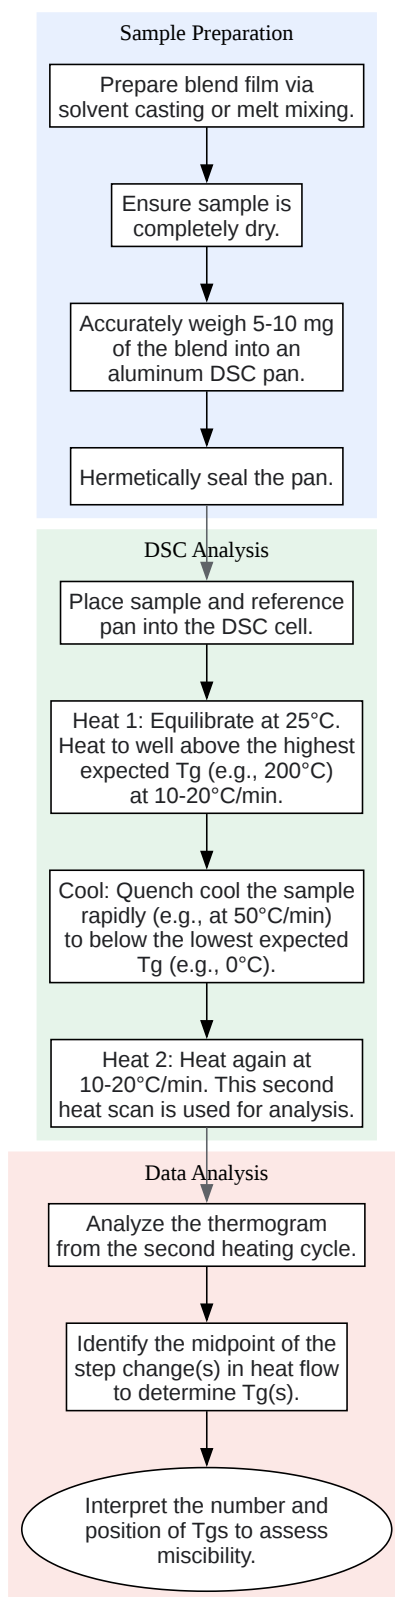 Sample Preparation
Prepare blend film via
solvent casting or melt mixing.
Ensure sample is
completely dry.
Accurately weigh 5-10 mg
of the blend into an
aluminum DSC pan.
Hermetically seal the pan.
DSC Analysis
Place sample and reference
pan into the DSC cell.
Heat 1: Equilibrate at 25°C.
Heat to well above the highest
expected Tg (e.g., 200°C)
at 10-20°C/min.
Cool: Quench cool the sample
rapidly (e.g., at 50°C/min)
to below the lowest expected
Tg (e.g., 0°C).
Heat 2: Heat again at
10-20°C/min. This second
heat scan is used for analysis.
Data Analysis
Analyze the thermogram
from the second heating cycle.
Identify the midpoint of the
step change(s) in heat flow
to determine Tg(s).
Interpret the number and
position of Tgs to assess
miscibility.